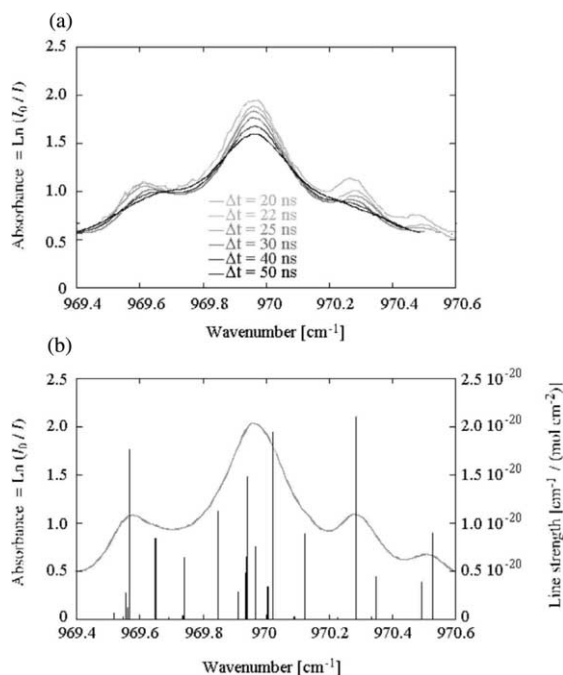 (a)
2.5
2.0
1.5
1.0
0.5
0
Absorbance = Ln (I0 / I)
Δt = 20 ns
Δt = 22 ns
Δt = 25 ns
Δt = 30 ns
Δt = 40 ns
Δt = 50 ns
969.4 969.6 969.8 970 970.2 970.4 970.6
Wavenumber [cm-1]
(b)
2.5 2.5 10-20
2.0 2.0 10-20
1.5 1.5 10-20
1.0 1.0 10-20
0.5 0.5 10-20
0 0
Absorbance = Ln (I0 / I)
Line strength [cm-1 / (mol cm-2)]
969.4 969.6 969.8 970 970.2 970.4 970.6
Wavenumber [cm-1]